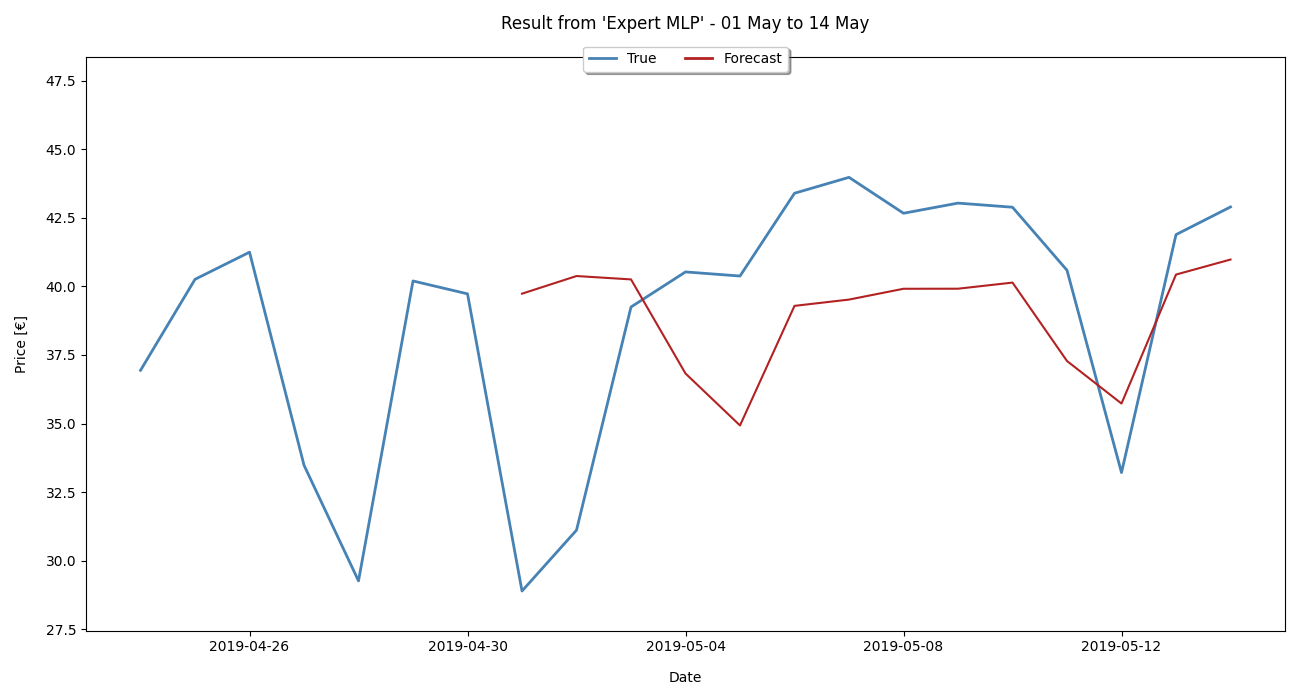 Result from 'Expert MLP' - 01 May to 14 May
True Forecast
47.5
45.0
42.5
40.0
37.5
35.0
32.5
30.0
27.5
Price [€]
2019-04-26 2019-04-30 2019-05-04 2019-05-08 2019-05-12
Date